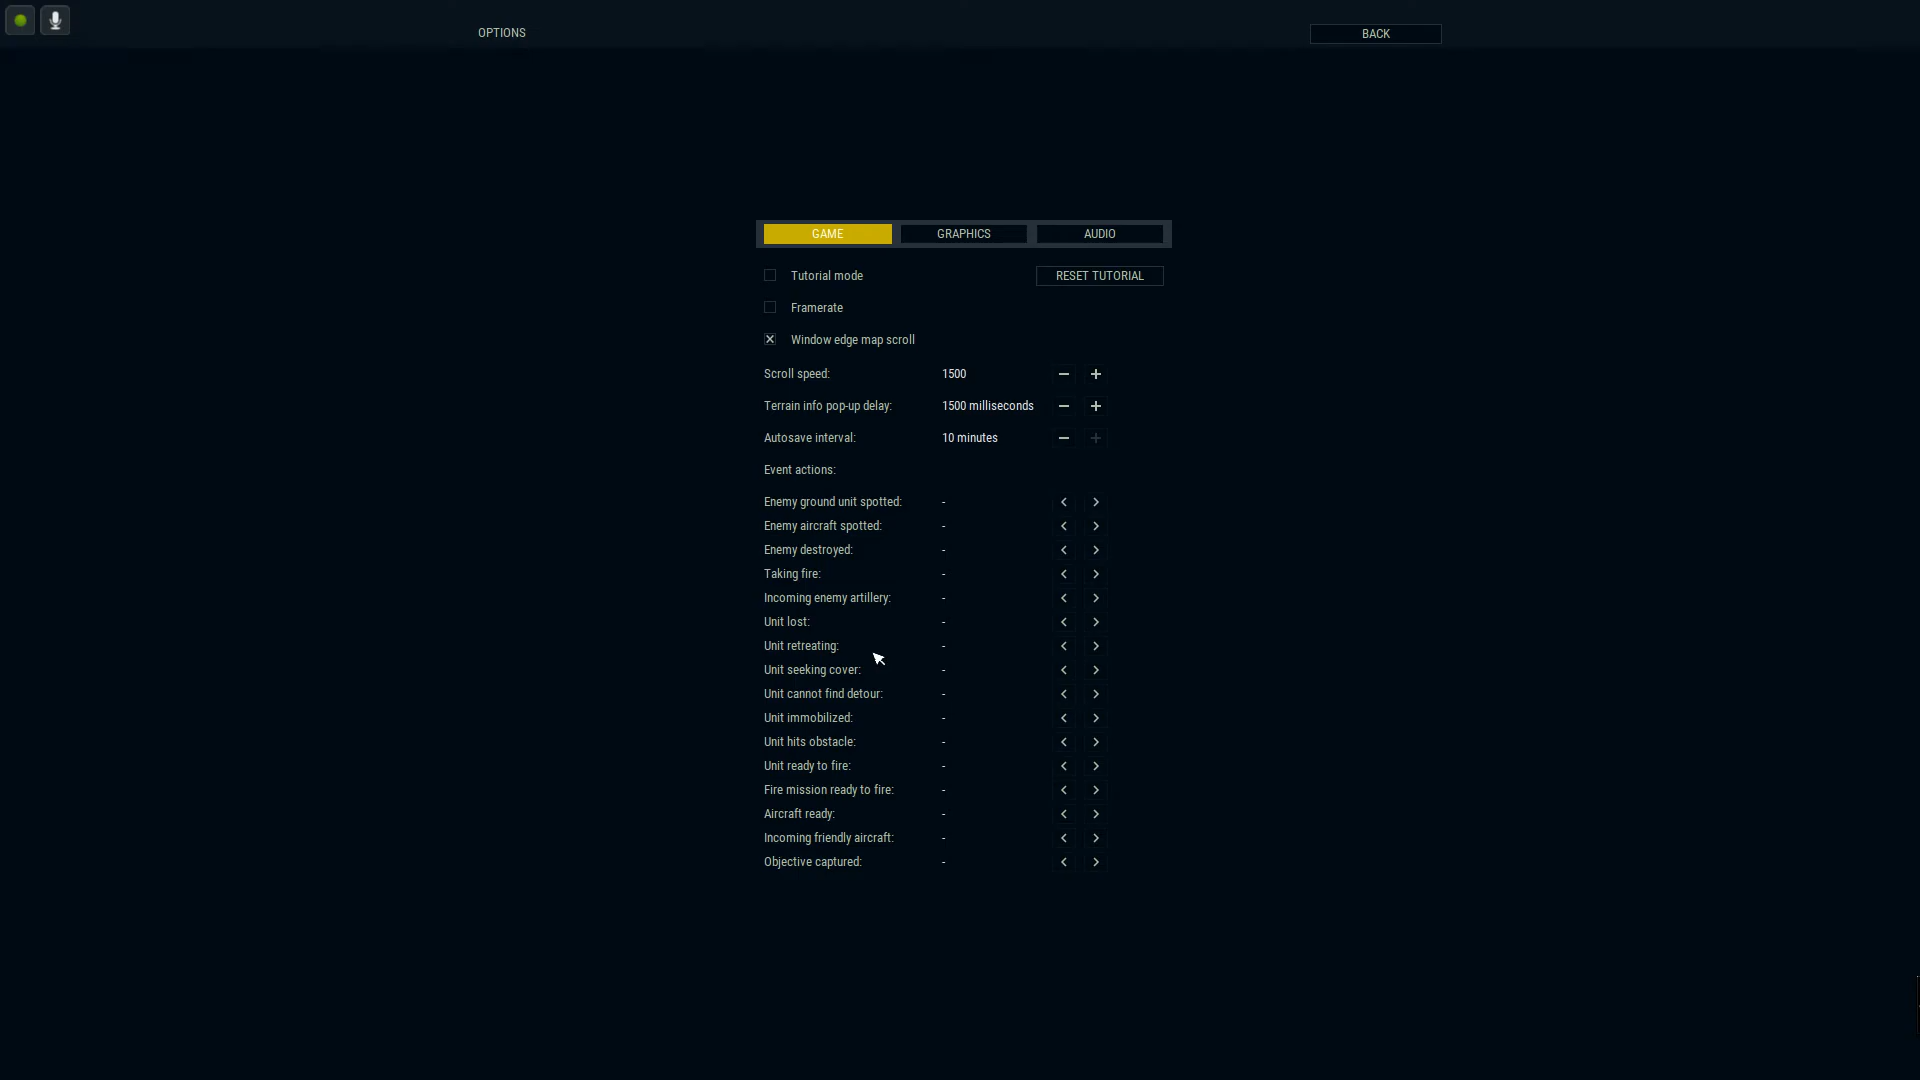 OPTIONS
BACK
GAME
GRAPHICS
AUDIO
Tutorial mode
RESET TUTORIAL
Framerate
Window edge map scroll
Scroll speed: 1500
Terrain info pop-up delay: 1500 milliseconds
Autosave interval: 10 minutes
Event actions:
Enemy ground unit spotted: -
Enemy aircraft spotted: -
Enemy destroyed: -
Taking fire: -
Incoming enemy artillery: -
Unit lost: -
Unit retreating: -
Unit seeking cover: -
Unit cannot find detour: -
Unit immobilized: -
Unit hits obstacle: -
Unit ready to fire: -
Fire mission ready to fire: -
Aircraft ready: -
Incoming friendly aircraft: -
Objective captured: -